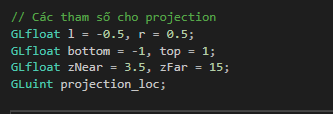 // Các tham số cho projection
GLfloat l = -0.5, r = 0.5;
GLfloat bottom = -1, top = 1;
GLfloat zNear = 3.5, zFar = 15;
GLuint projection_loc;